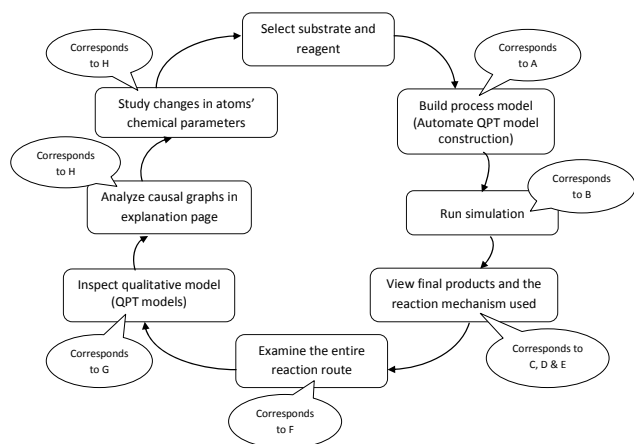 Select substrate and
reagent
Corresponds
to A
Build process model
(Automate QPT model
construction)
Corresponds
to B
Run simulation
View final products and the
reaction mechanism used
Corresponds to
C, D & E
Examine the entire
reaction route
Corresponds
to F
Inspect qualitative model
(QPT models)
Corresponds
to G
Analyze causal graphs in
explanation page
Corresponds
to H
Study changes in atoms’
chemical parameters
Corresponds
to H